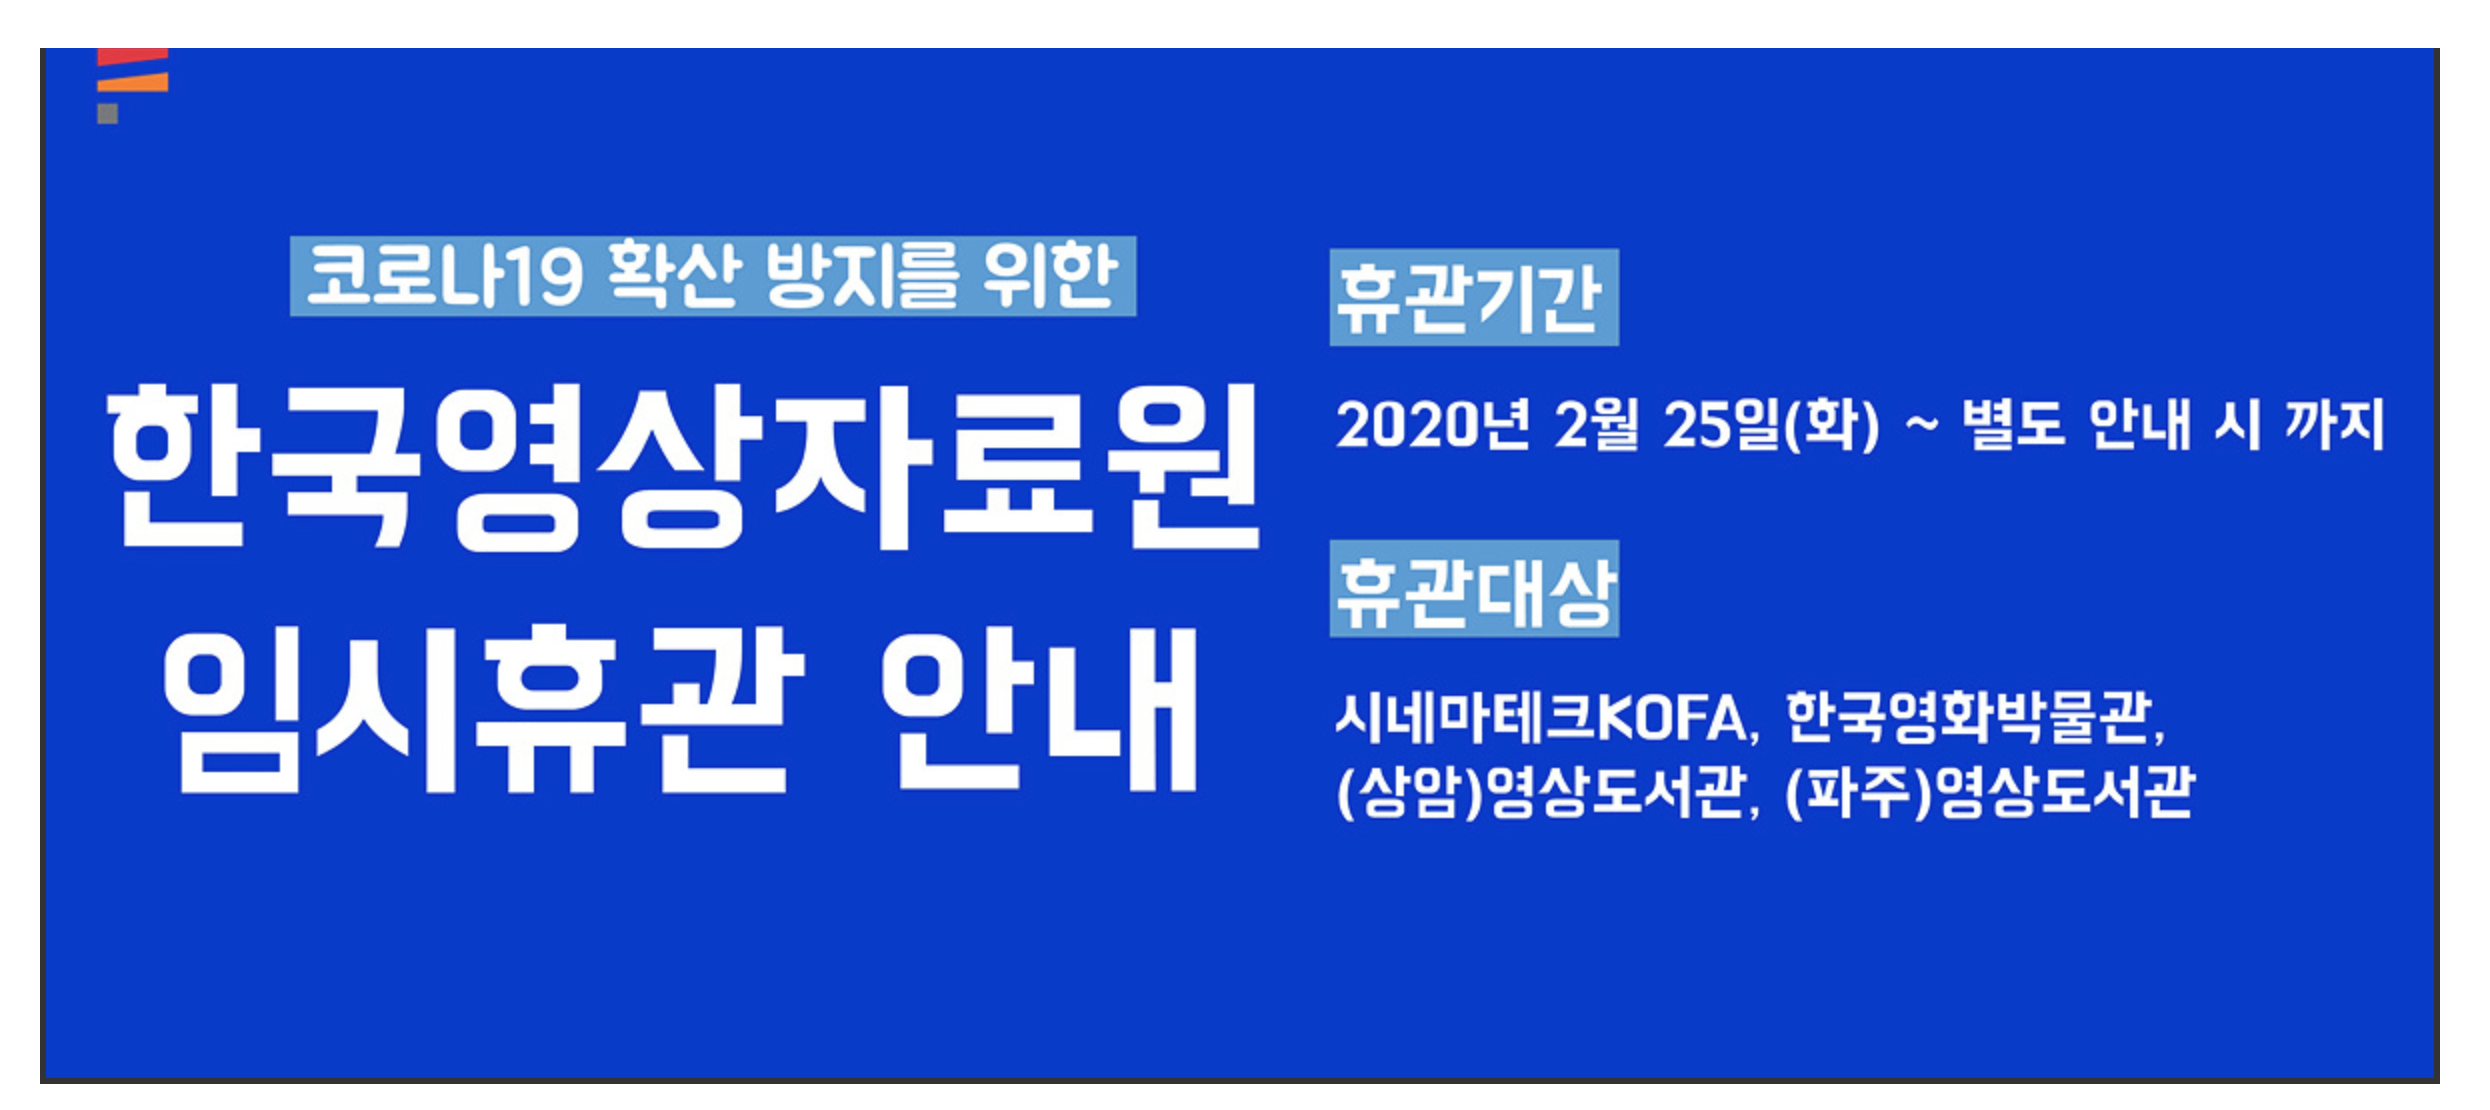 코로나19 확산 방지를 위한
한국영상자료원
임시휴관 안내
휴관기간
2020년 2월 25일(화) ~ 별도 안내 시 까지
휴관대상
시네마테크KOFA, 한국영화박물관,
(상암)영상도서관, (파주)영상도서관